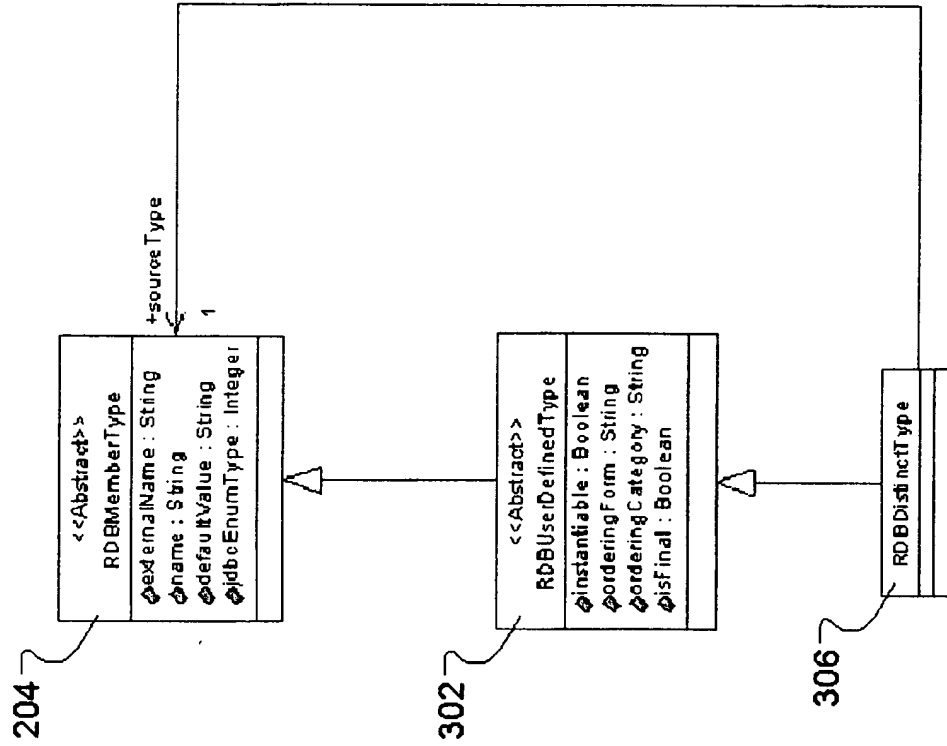 204
<<Abstract>>
RDBMemberType
externalName : String
name : String
defaultValue : String
jdbcEnumType : Integer
+sourceType
1
302
<<Abstract>>
RDBUserDefinedType
instantiable : Boolean
orderingForm : String
orderingCategory : String
isFinal : Boolean
306
RDBDistinctType